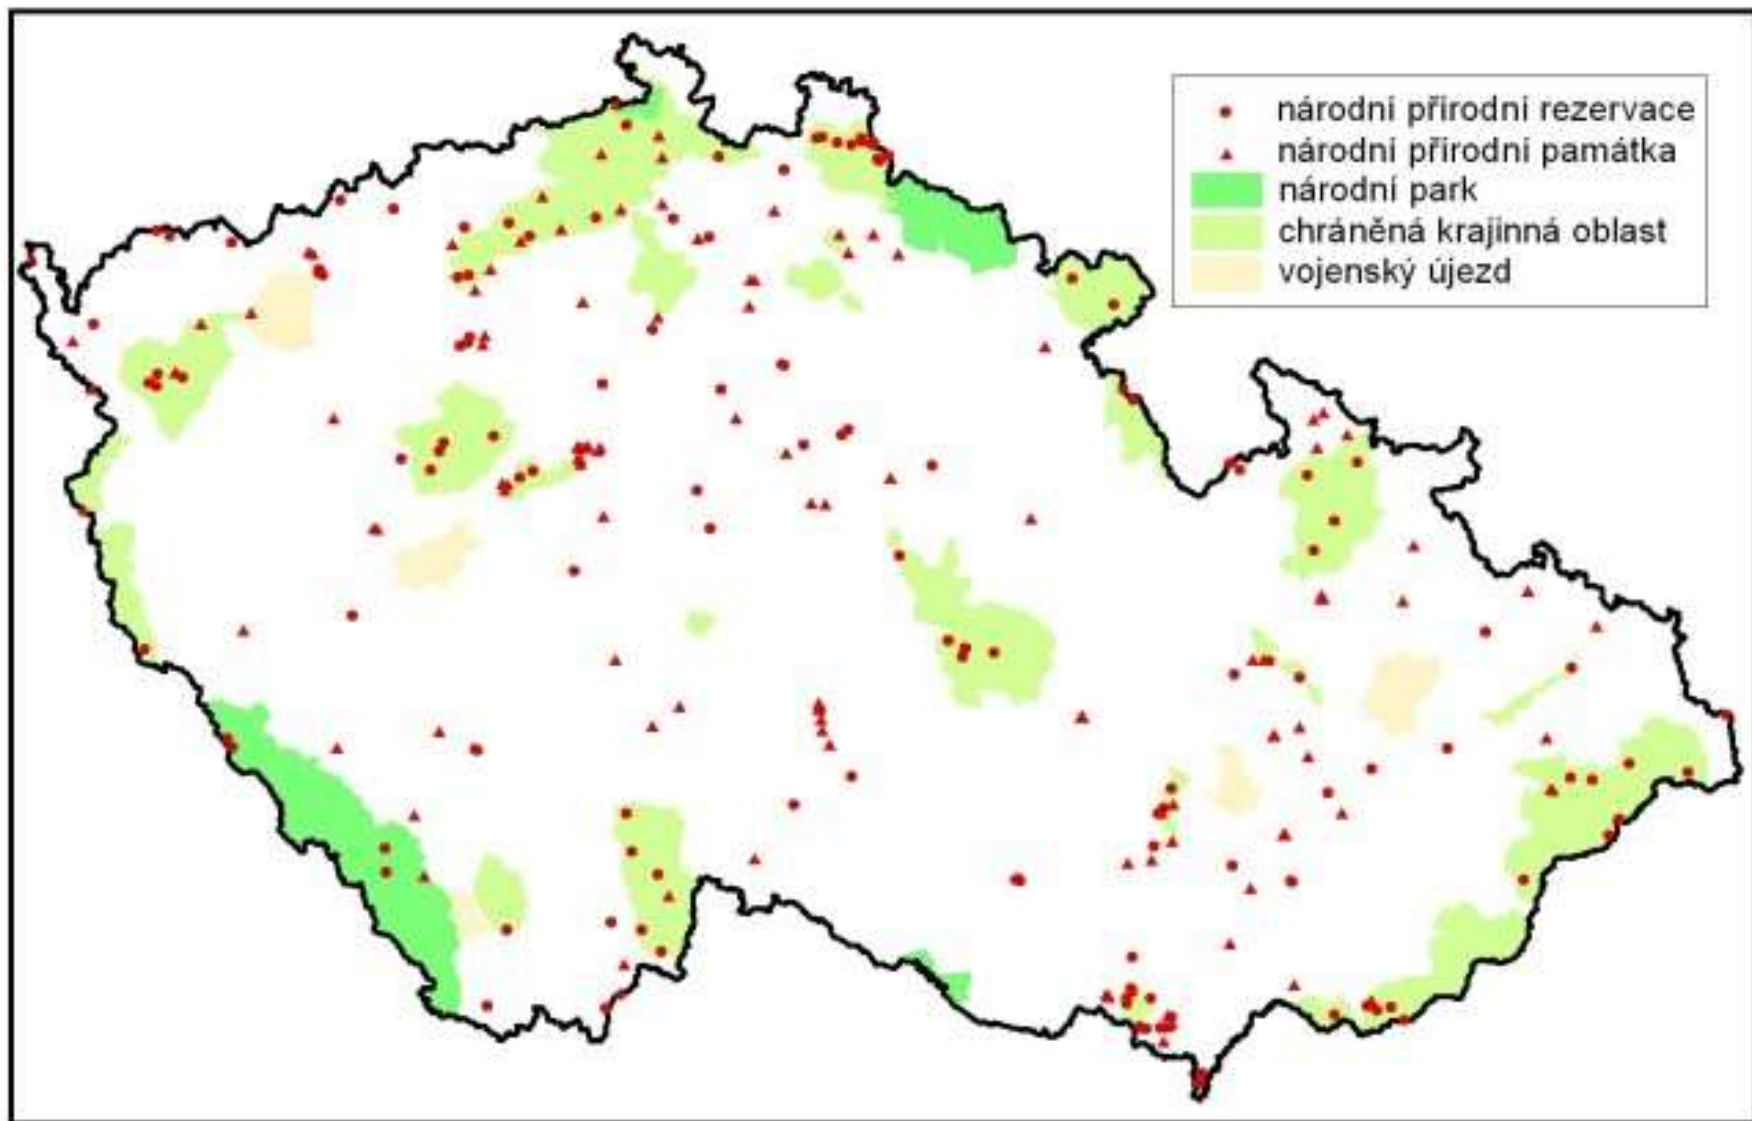 národní přírodní rezervace
národní přírodní památka
národní park
chráněná krajinná oblast
vojenský újezd